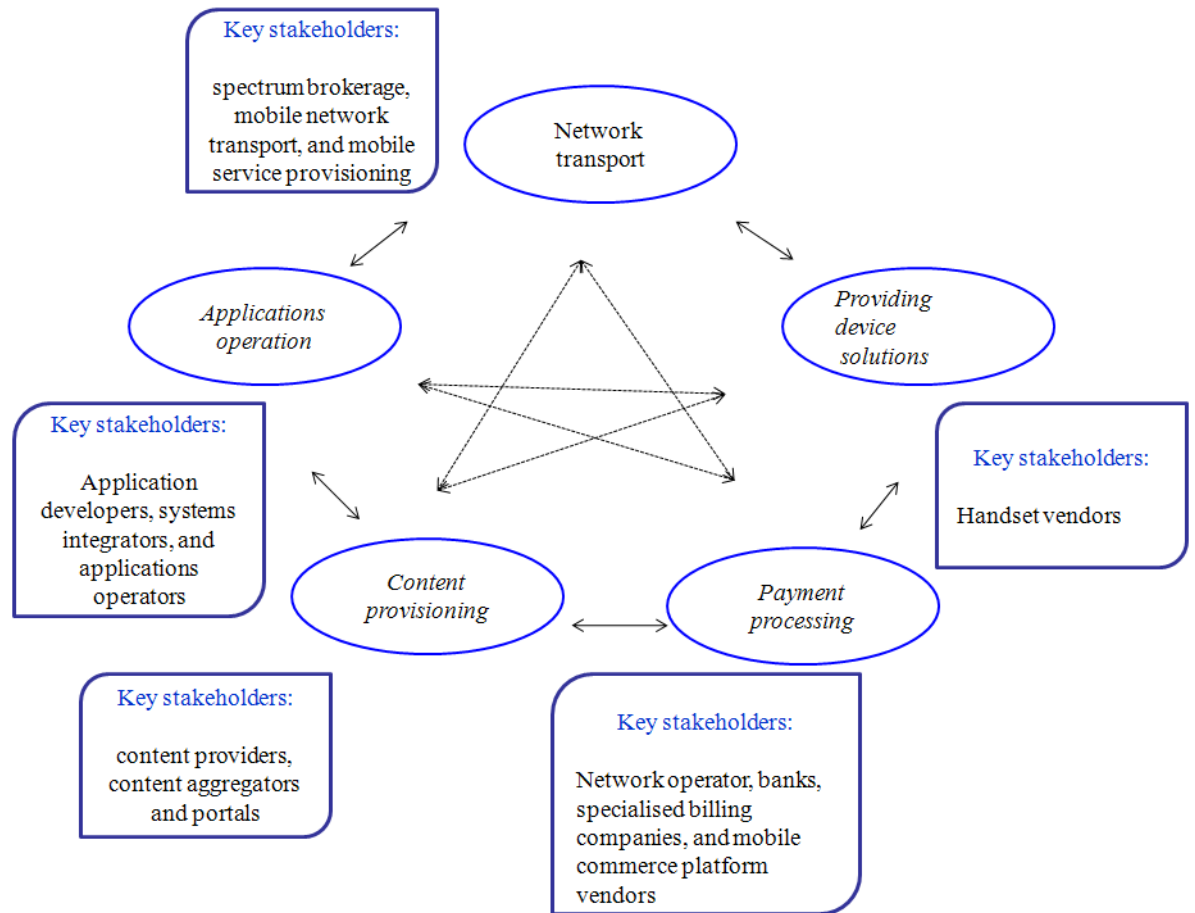 Key stakeholders:
spectrum brokerage,
mobile network
transport, and mobile
service provisioning
Network
transport
Applications
operation
Providing
device
solutions
Key stakeholders:
Application
developers, systems
integrators, and
applications
operators
Key stakeholders:
Handset vendors
Content
provisioning
Payment
processing
Key stakeholders:
content providers,
content aggregators
and portals
Key stakeholders:
Network operator, banks,
specialised billing
companies, and mobile
commerce platform
vendors